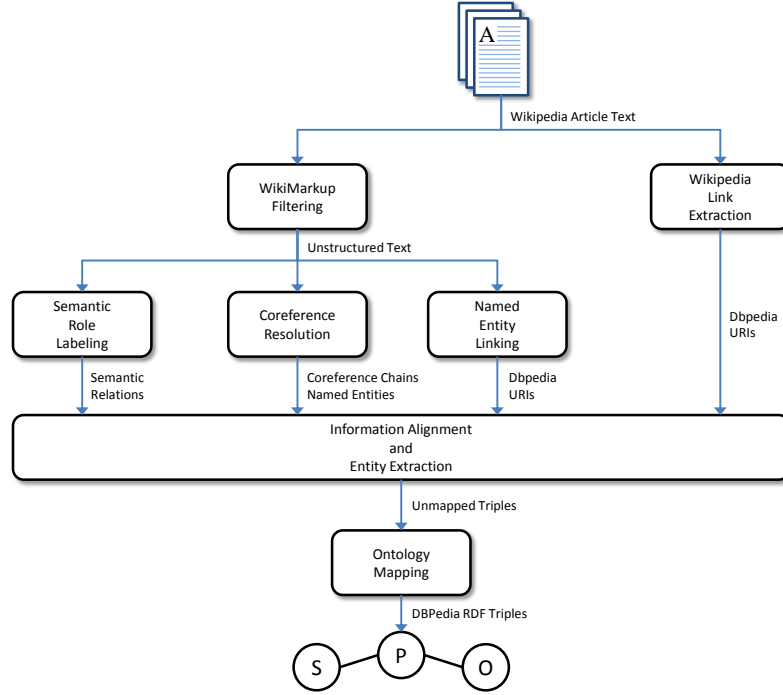 A
Wikipedia Article Text
WikiMarkup
Filtering
Wikipedia
Link
Extraction
Unstructured Text
Semantic
Role
Labeling
Coreference
Resolution
Named
Entity
Linking
Dbpedia
URIs
Semantic
Relations
Coreference Chains
Named Entities
Dbpedia
URIs
Information Alignment
and
Entity Extraction
Unmapped Triples
Ontology
Mapping
DBPedia RDF Triples
S
P
O